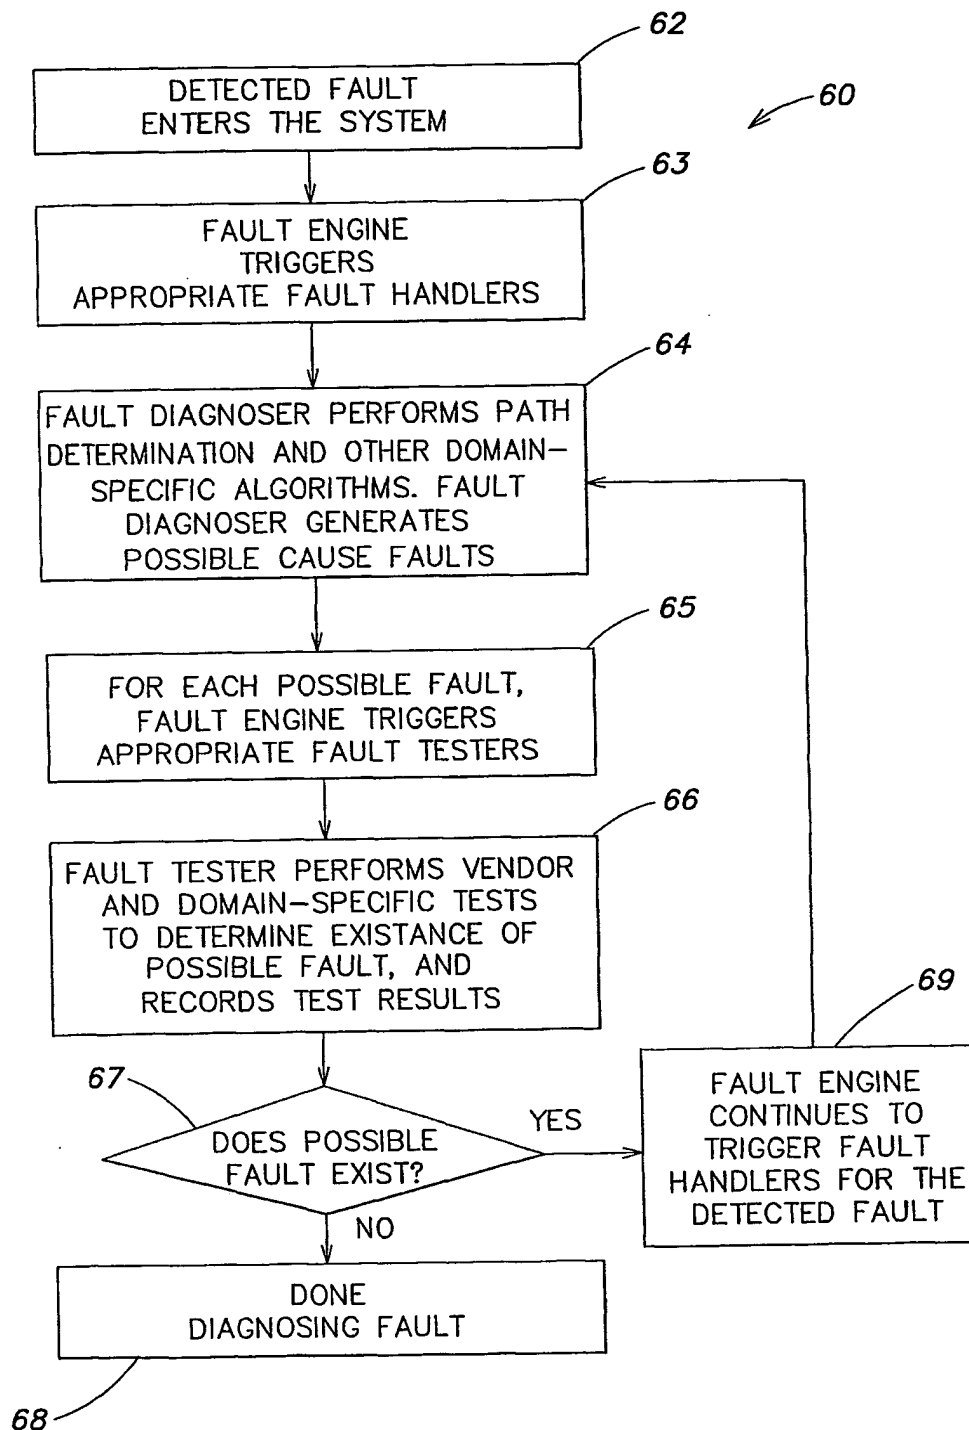 62
DETECTED FAULT
ENTERS THE SYSTEM
60
63
FAULT ENGINE
TRIGGERS
APPROPRIATE FAULT HANDLERS
64
FAULT DIAGNOSER PERFORMS PATH
DETERMINATION AND OTHER DOMAIN–
SPECIFIC ALGORITHMS. FAULT
DIAGNOSER GENERATES
POSSIBLE CAUSE FAULTS
65
FOR EACH POSSIBLE FAULT,
FAULT ENGINE TRIGGERS
APPROPRIATE FAULT TESTERS
66
FAULT TESTER PERFORMS VENDOR
AND DOMAIN–SPECIFIC TESTS
TO DETERMINE EXISTANCE OF
POSSIBLE FAULT, AND
RECORDS TEST RESULTS
67
DOES POSSIBLE
FAULT EXIST?
YES
69
FAULT ENGINE
CONTINUES TO
TRIGGER FAULT
HANDLERS FOR THE
DETECTED FAULT
NO
DONE
DIAGNOSING FAULT
68